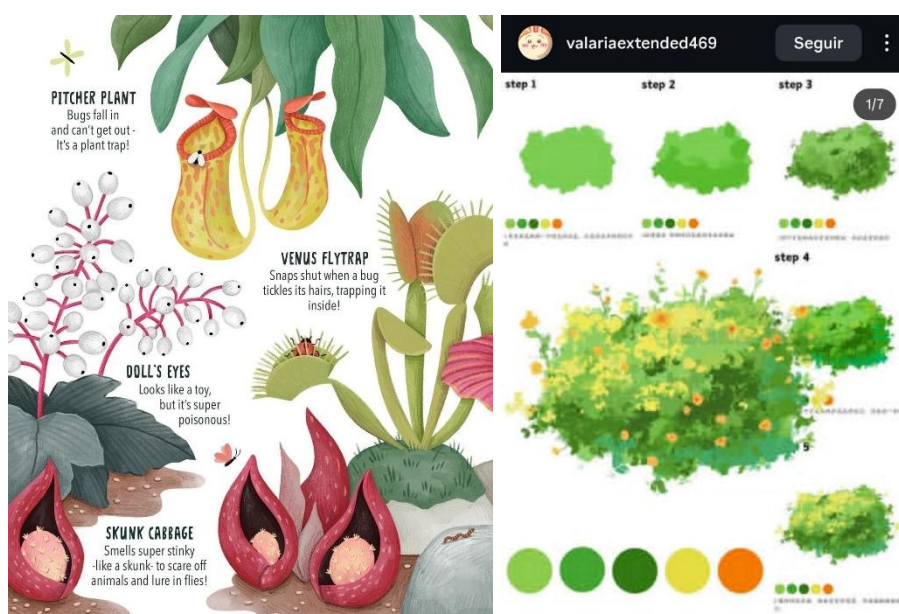 PITCHER PLANT
Bugs fall in
and can't get out -
It's a plant trap!
VENUS FLYTRAP
Snaps shut when a bug
tickles its hairs, trapping it
inside!
DOLL'S EYES
Looks like a toy,
but it's super
poisonous!
SKUNK CABBAGE
Smells super stinky
-like a skunk- to scare off
animals and lure in flies!
valariaextended469
Seguir
1/7
step 1
step 2
step 3
step 4
5